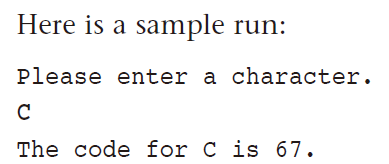 Here is a sample run:
Please enter a character.
C
The code for C is 67.